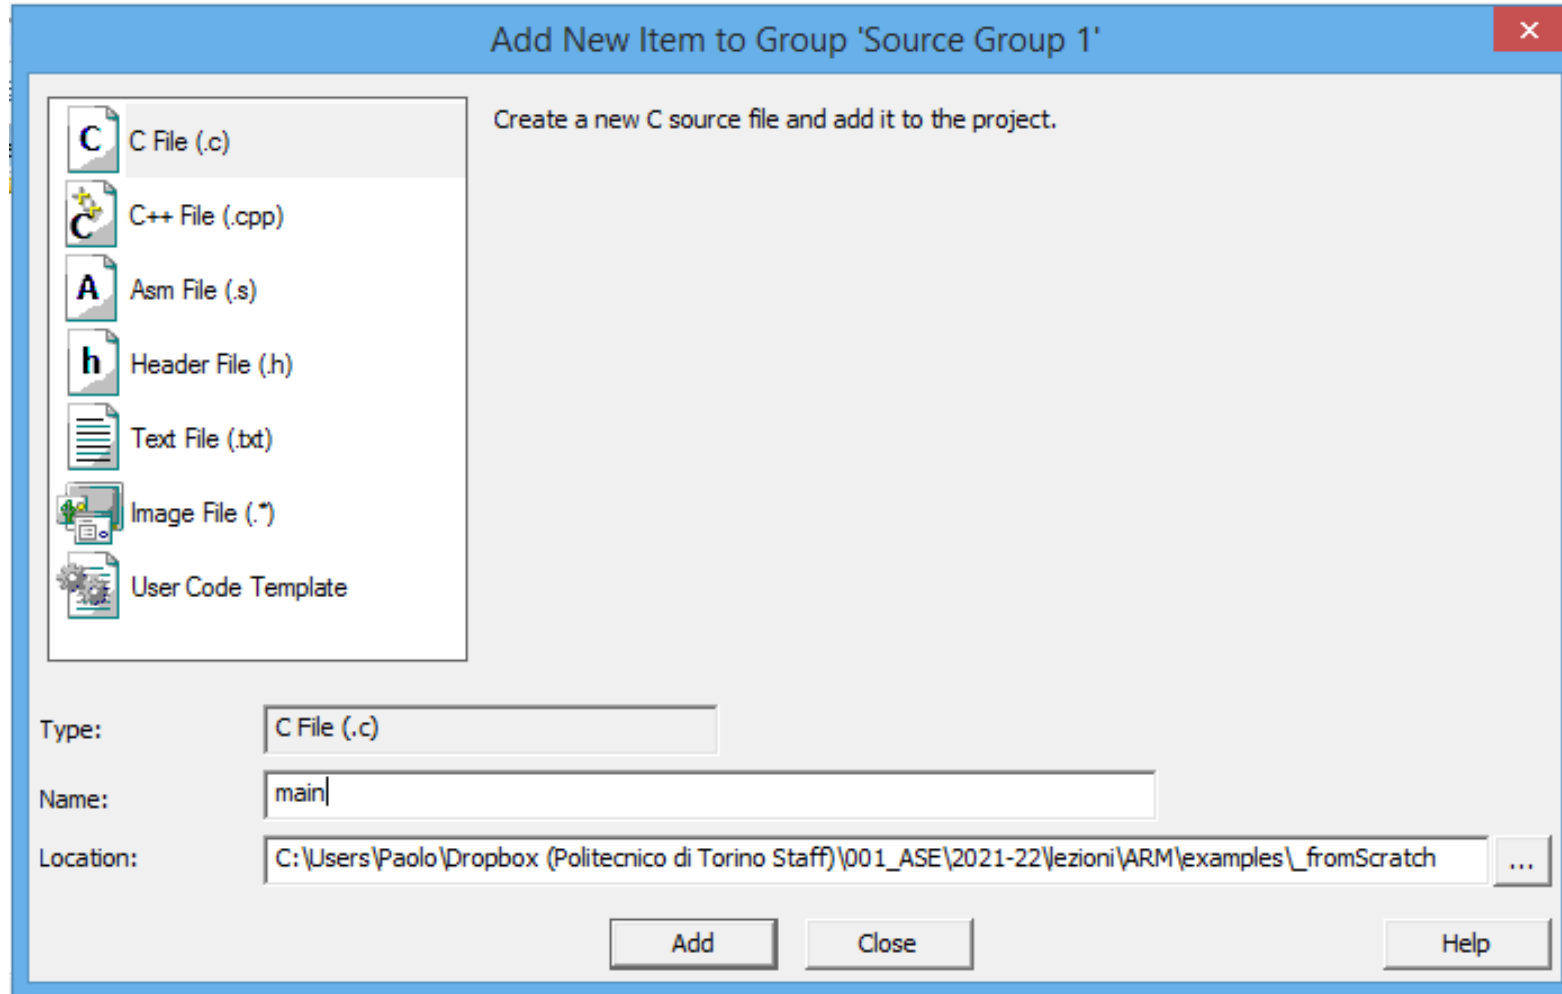 Add New Item to Group 'Source Group 1'
C File (.c)
Create a new C source file and add it to the project.
C++ File (.cpp)
Asm File (.s)
Header File (.h)
Text File (.txt)
Image File (.*)
User Code Template
Type:
C File (.c)
Name:
main
Location:
C:\Users\Paolo\Dropbox (Politecnico di Torino Staff)\001_ASE\2021-22\lezioni\ARM\examples\_fromScratch
...
Add
Close
Help